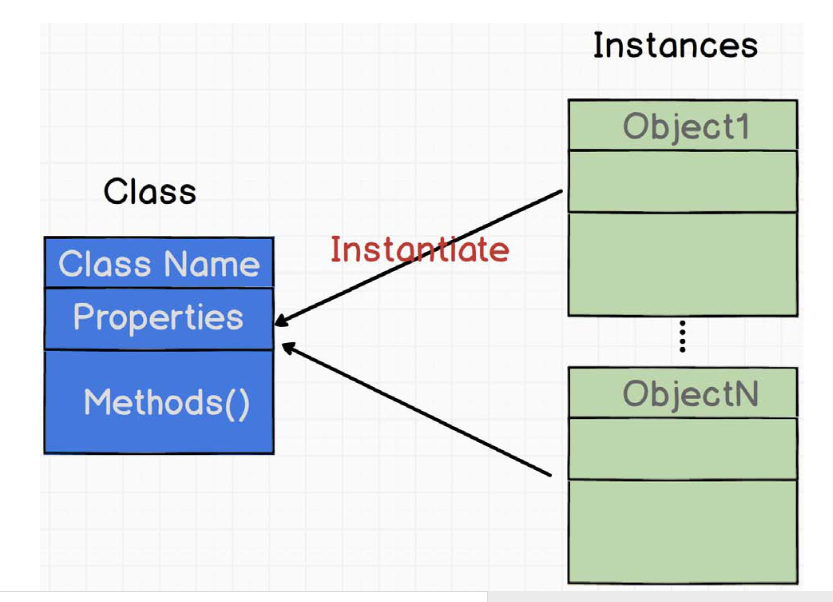 Instances
Object1
Class
Instantiate
Class Name
Properties
Methods()
ObjectN